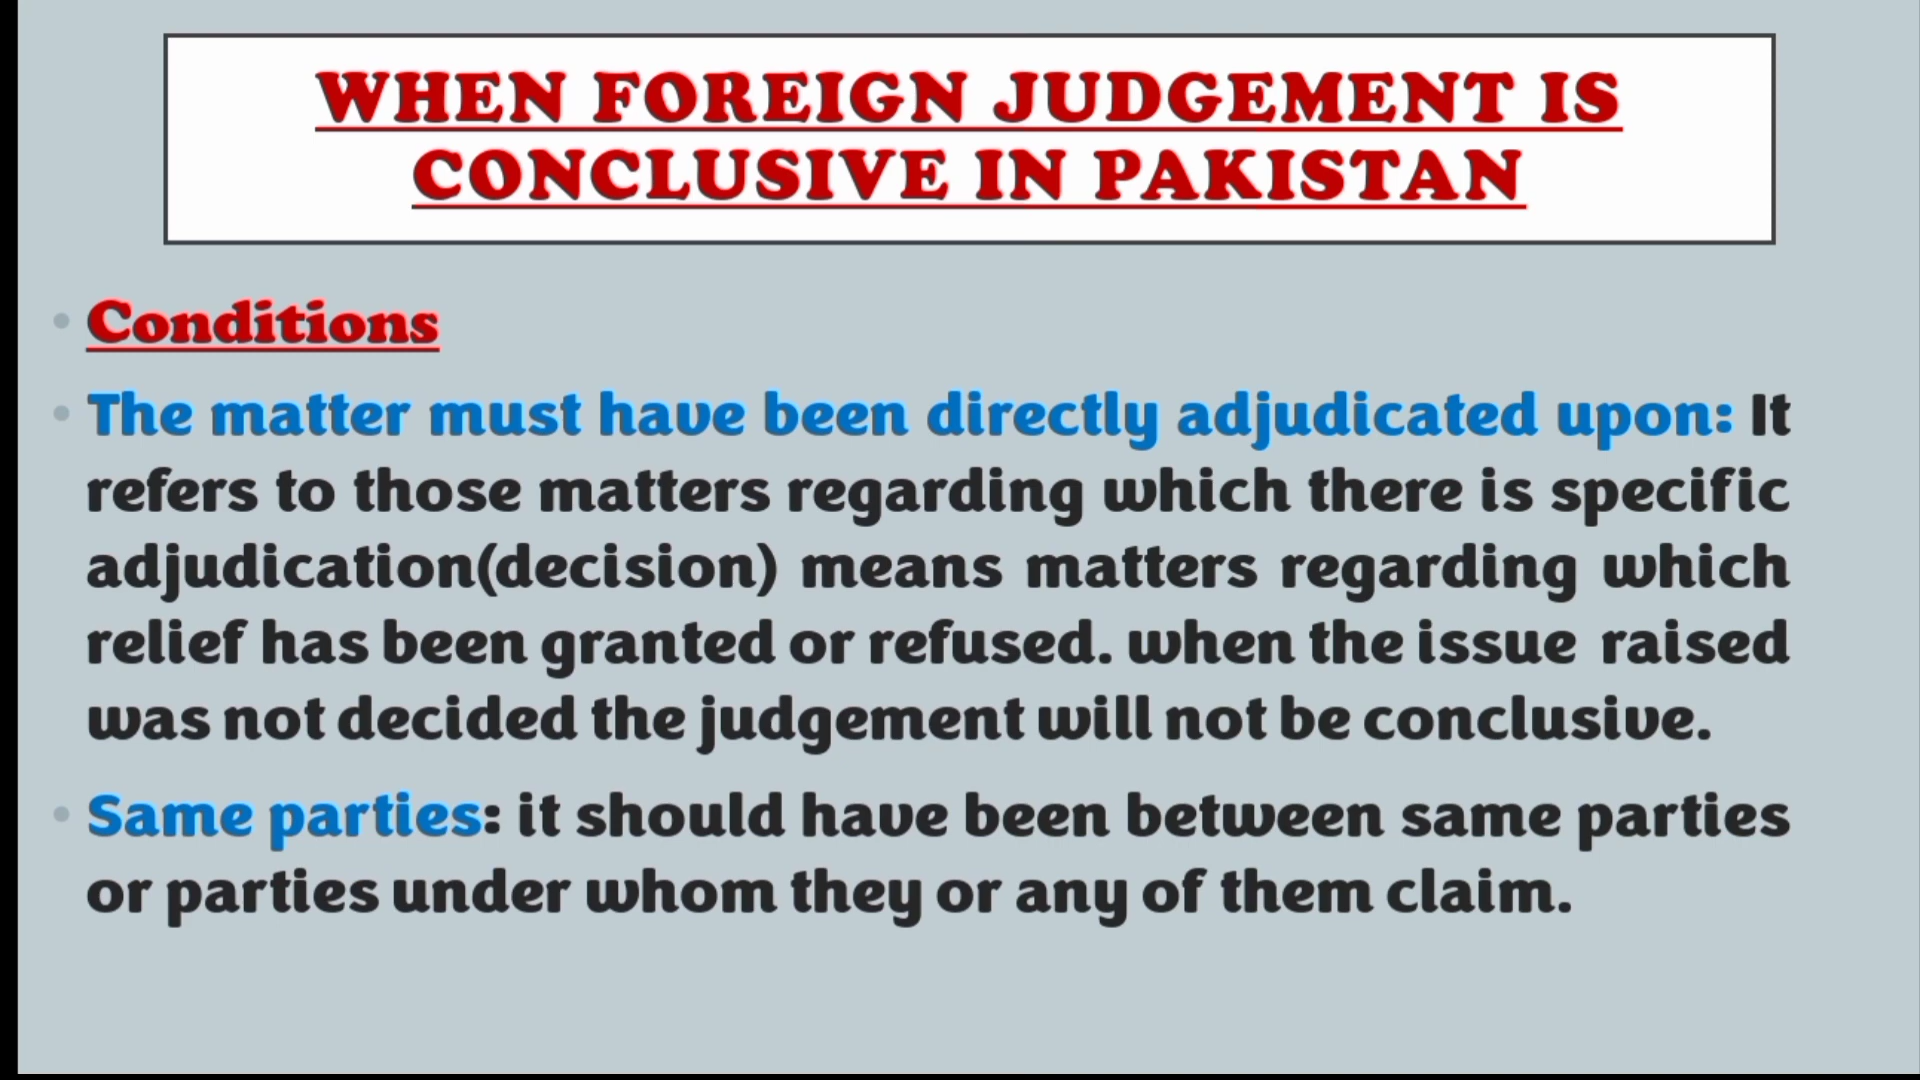 WHEN FOREIGN JUDGEMENT IS
CONCLUSIVE IN PAKISTAN
• Conditions
• The matter must have been directly adjudicated upon: It
refers to those matters regarding which there is specific
adjudication(decision) means matters regarding which
relief has been granted or refused. when the issue raised
was not decided the judgement will not be conclusive.
• Same parties: it should have been between same parties
or parties under whom they or any of them claim.